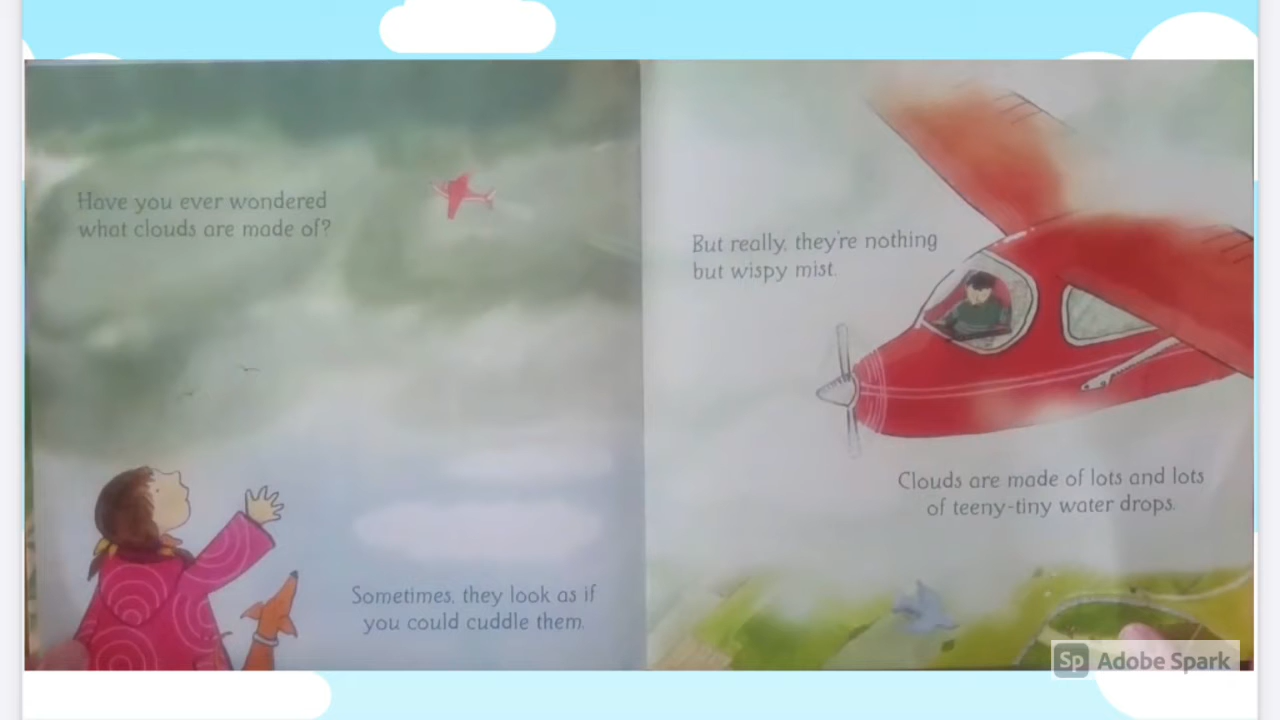 Have you ever wondered
what clouds are made of?
Sometimes, they look as if
you could cuddle them.
But really, they're nothing
but wispy mist.
Clouds are made of lots and lots
of teeny-tiny water drops.
Sp Adobe Spark